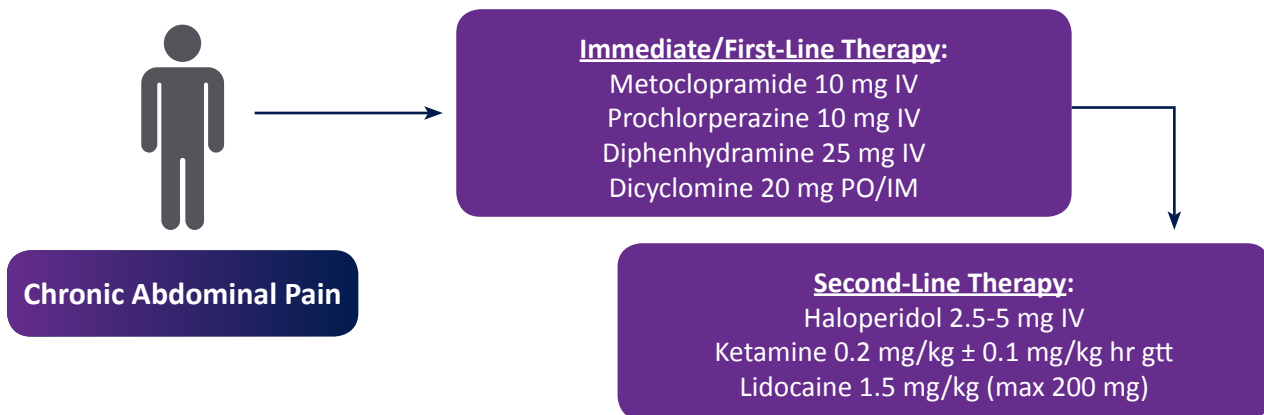 Immediate/First-Line Therapy:
Metoclopramide 10 mg IV
Prochlorperazine 10 mg IV
Diphenhydramine 25 mg IV
Dicyclomine 20 mg PO/IM
Chronic Abdominal Pain
Second-Line Therapy:
Haloperidol 2.5-5 mg IV
Ketamine 0.2 mg/kg ± 0.1 mg/kg hr gtt
Lidocaine 1.5 mg/kg (max 200 mg)